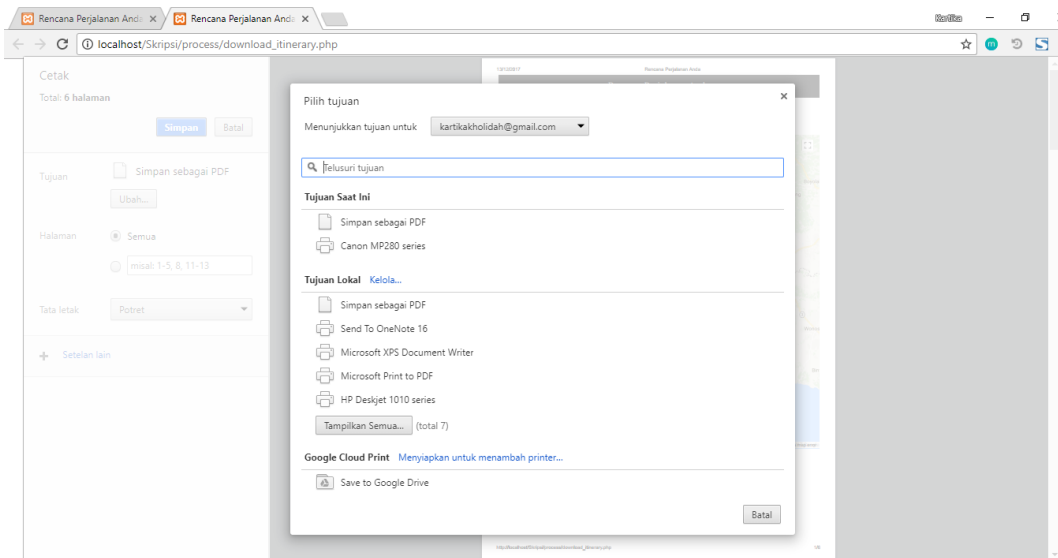 Rencana Perjalanan Anda
Rencana Perjalanan Anda
Kartika
localhost/Skripsi/process/download_itinerary.php
Cetak
Total: 6 halaman
Simpan
Batal
Tujuan
Simpan sebagai PDF
Ubah...
Halaman
Semua
misal: 1-5, 8, 11-13
Tata letak
Potret
Setelan lain
Rencana Perjalanan Anda
Pilih tujuan
Menunjukkan tujuan untuk kartikakholidah@gmail.com
Telusuri tujuan
Tujuan Saat Ini
Simpan sebagai PDF
Canon MP280 series
Tujuan Lokal Kelola...
Simpan sebagai PDF
Send To OneNote 16
Microsoft XPS Document Writer
Microsoft Print to PDF
HP Deskjet 1010 series
Tampilkan Semua... (total 7)
Google Cloud Print Menyiapkan untuk menambah printer...
Save to Google Drive
Batal